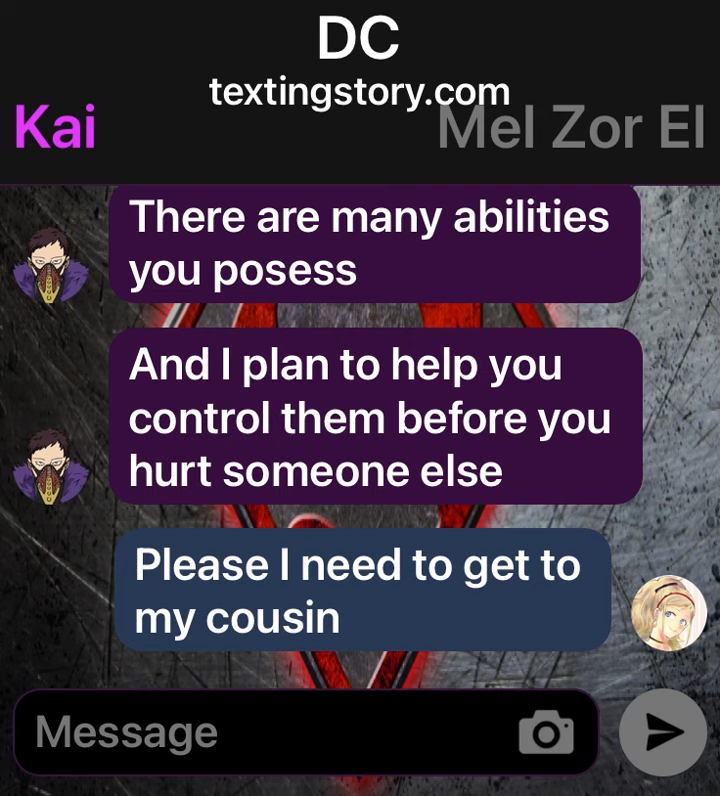 DC
textingstory.com
Kai
Mel Zor El
There are many abilities
you posess
And I plan to help you
control them before you
hurt someone else
Please I need to get to
my cousin
Message